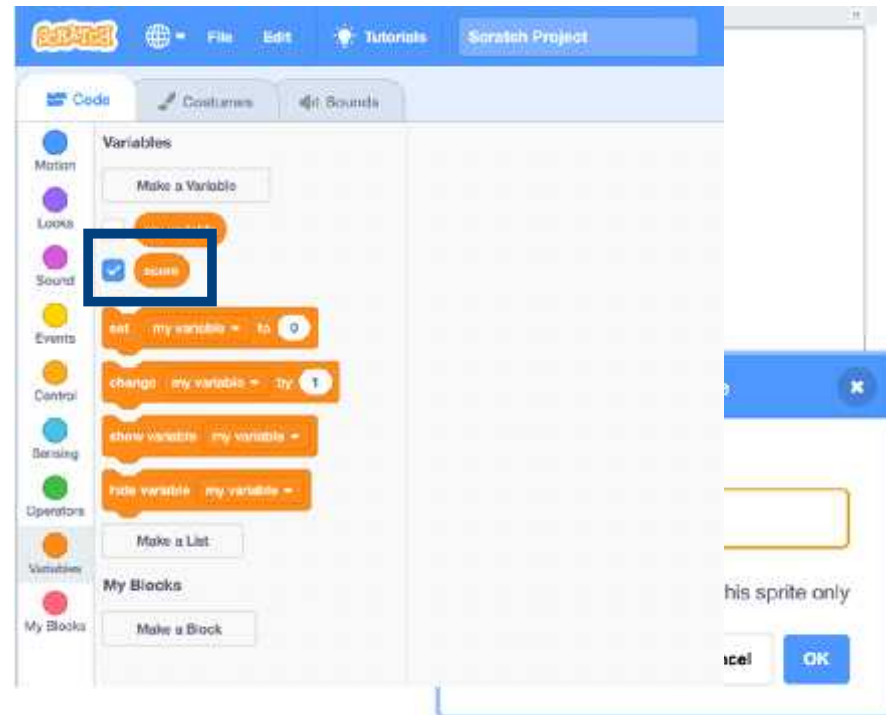 SCRATCH File Edit Tutorials Scratch Project
Code Costumes Sounds
Motion
Looks
Sound
Events
Control
Sensing
Operators
Variables
My Blocks
Variables
Make a Variable
score
set my variable to 0
change my variable by 1
show variable my variable
hide variable my variable
Make a List
My Blocks
Make a Block
his sprite only
ncel OK